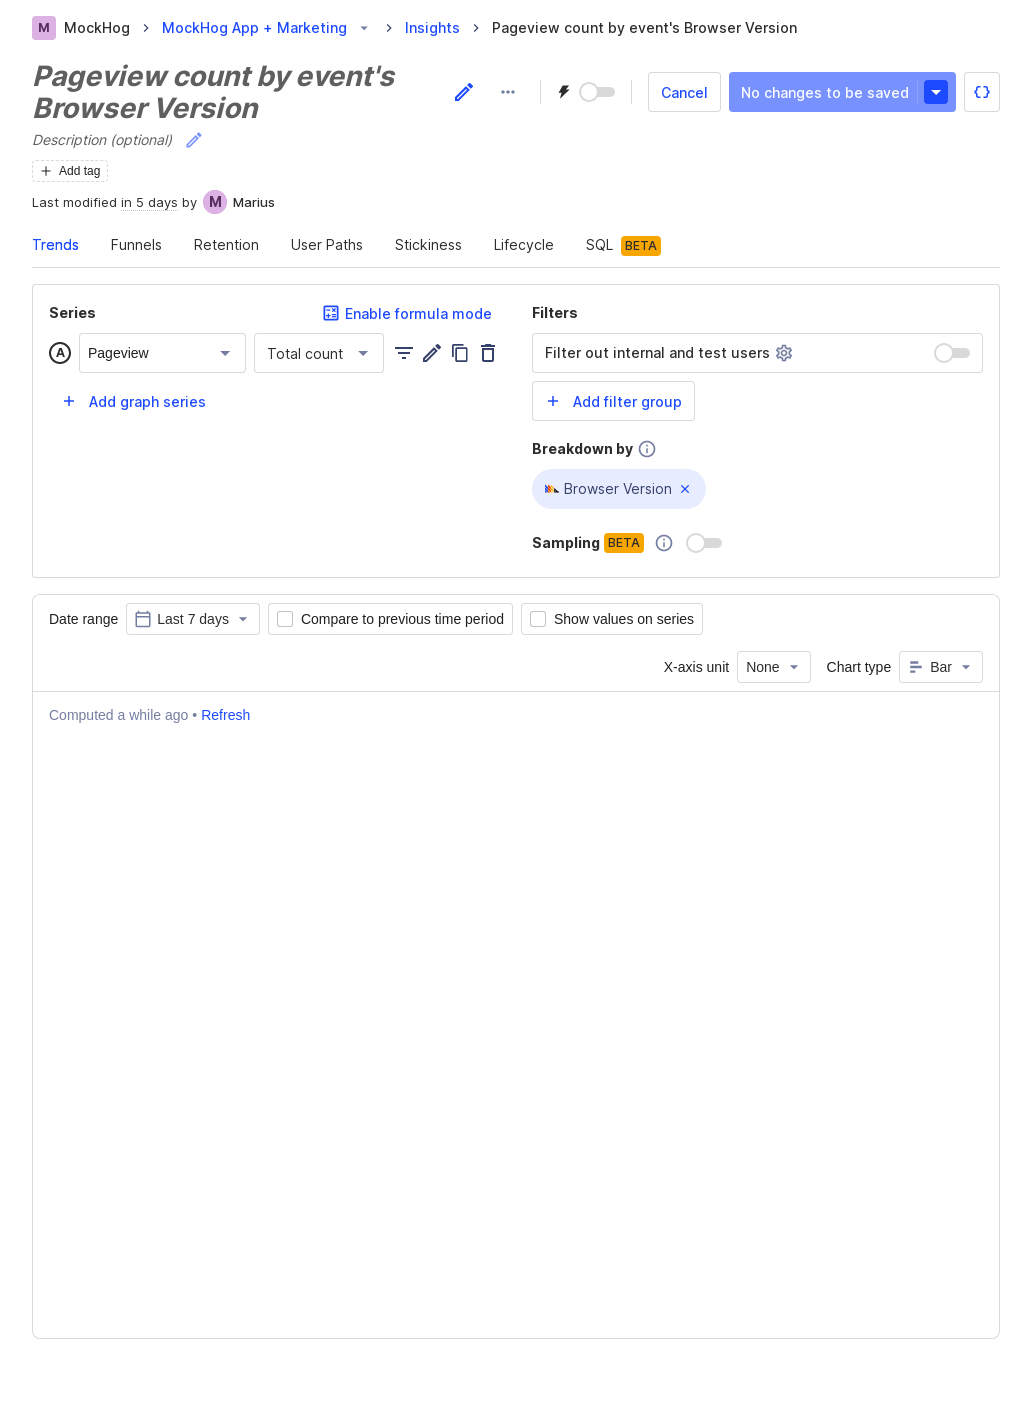 M MockHog MockHog App + Marketing Insights Pageview count by event's Browser Version
Pageview count by event's
Browser Version
Cancel No changes to be saved
Description (optional)
Add tag
Last modified in 5 days by M Marius
Trends Funnels Retention User Paths Stickiness Lifecycle SQL BETA
Series Enable formula mode
A Pageview Total count
Add graph series
Filters
Filter out internal and test users
Add filter group
Breakdown by
Browser Version
Sampling BETA
Date range Last 7 days Compare to previous time period Show values on series
X-axis unit None Chart type Bar
Computed a while ago • Refresh